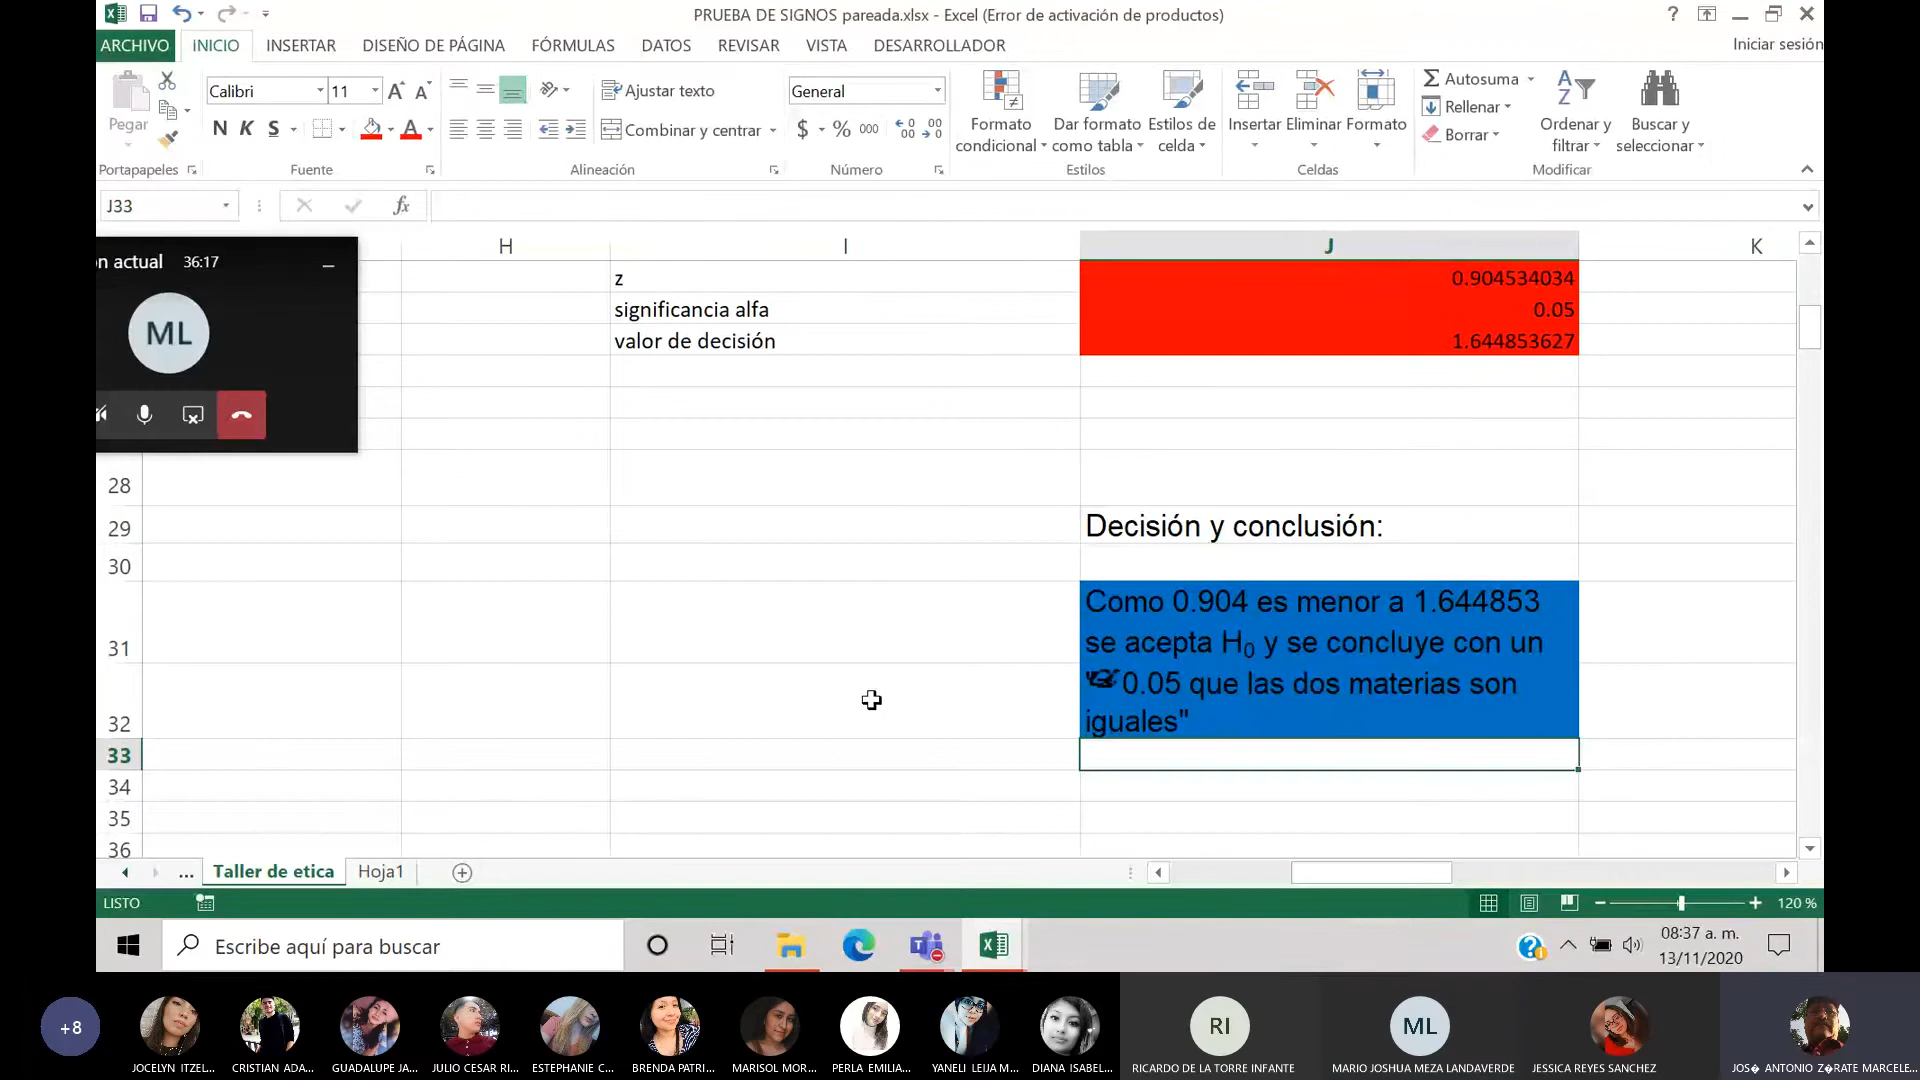 PRUEBA DE SIGNOS pareada.xlsx - Excel (Error de activación de productos)
?
ARCHIVO INICIO INSERTAR DISEÑO DE PÁGINA FÓRMULAS DATOS REVISAR VISTA DESARROLLADOR Iniciar sesión
Pegar
Calibri 11
N K S
Ajustar texto
Combinar y centrar
General
$ % 000
Formato condicional
Dar formato como tabla
Estilos de celda
Insertar
Eliminar
Formato
Autosuma
Rellenar
Borrar
Ordenar y filtrar
Buscar y seleccionar
Portapapeles Fuente Alineación Número Estilos Celdas Modificar
J33 fx
H I J K
n actual 36:17
ML
z 0.904534034
significancia alfa 0.05
valor de decisión 1.644853627
28
29 Decisión y conclusión:
30
31
32
33
34
35
36
Como 0.904 es menor a 1.644853
se acepta H₀ y se concluye con un
0.05 que las dos materias son
iguales"
... Taller de etica Hoja1
LISTO 120 %
Escribe aquí para buscar
08:37 a. m.
13/11/2020
+8
RI
ML
JOCELYN ITZEL...
CRISTIAN ADA...
GUADALUPE JA...
JULIO CESAR RI...
ESTEPHANIE C...
BRENDA PATRI...
MARISOL MOR...
PERLA EMILIA...
YANELI LEIJA M...
DIANA ISABEL...
RICARDO DE LA TORRE INFANTE
MARIO JOSHUA MEZA LANDAVERDE
JESSICA REYES SANCHEZ
JOS� ANTONIO Z�RATE MARCELE...